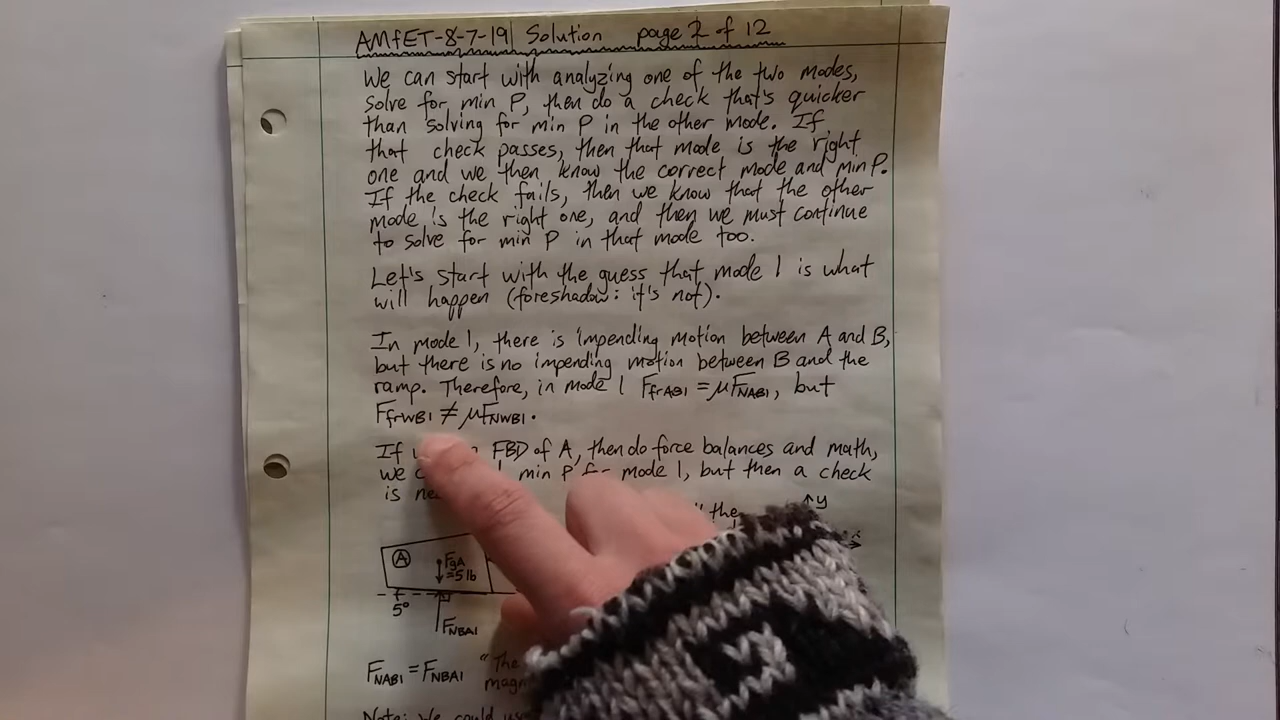 AMfET-8-7-19 Solution page 2 of 12
We can start with analyzing one of the two modes,
solve for min P, then do a check that's quicker
than solving for min P in the other mode. If
that check passes, then that mode is the right
one and we then know the correct mode and min P.
If the check fails, then we know that the other
mode is the right one, and then we must continue
to solve for min P in that mode too.
Let's start with the guess that mode 1 is what
will happen (foreshadow: it's not).
In mode 1, there is impending motion between A and B,
but there is no impending motion between B and the
ramp. Therefore, in mode 1 FfrAB1 = μFNAB1, but
FfrWB1 ≠ μFNWB1.
If FBD of A, then do force balances and math,
we min P for mode 1, but then a check
is
the y
A FgA
=5 lb
5°
FNBA1
FNAB1 = FNBA1 "The
Note: We could